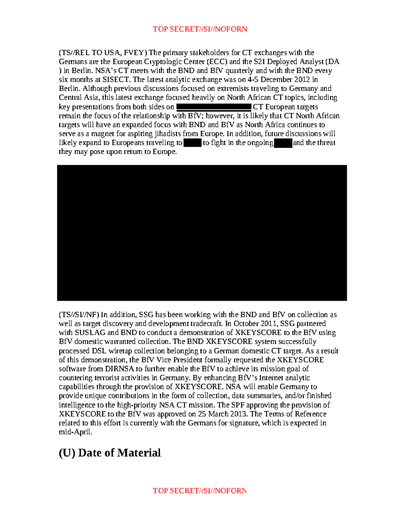 TOP SECRET//SI//NOFORN
(TS//REL TO USA, FVEY) The primary stakeholders for CT exchanges with the
Germans are the European Cryptologic Center (ECC) and the S21 Deployed Analyst (DA
) in Berlin. NSA's CT meets with the BND and BfV quarterly and with the BND every
six months at SISECT. The latest analytic exchange was on 4-5 December 2012 in
Berlin. Although previous discussions focused on extremists traveling to Germany and
Central Asia, this latest exchange focused heavily on North African CT topics, including
key presentations from both sides on CT European targets
remain the focus of the relationship with BfV; however, it is likely that CT North African
targets will have an expanded focus with BND and BfV as North Africa continues to
serve as a magnet for aspiring jihadists from Europe. In addition, future discussions will
likely expand to Europeans traveling to to fight in the ongoing and the threat
they may pose upon return to Europe.
(TS//SI//NF) In addition, SSG has been working with the BND and BfV on collection as
well as target discovery and development tradecraft. In October 2011, SSG partnered
with SUSLAG and BND to conduct a demonstration of XKEYSCORE to the BfV using
BfV domestic warranted collection. The BND XKEYSCORE system successfully
processed DSL wiretap collection belonging to a German domestic CT target. As a result
of this demonstration, the BfV Vice President formally requested the XKEYSCORE
software from DIRNSA to further enable the BfV to achieve its mission goal of
countering terrorist activities in Germany. By enhancing BfV's Internet analytic
capabilities through the provision of XKEYSCORE, NSA will enable Germany to
provide unique contributions in the form of collection, data summaries, and/or finished
intelligence to the high-priority NSA CT mission. The SPF approving the provision of
XKEYSCORE to the BfV was approved on 25 March 2013. The Terms of Reference
related to this effort is currently with the Germans for signature, which is expected in
mid-April.
(U) Date of Material
TOP SECRET//SI//NOFORN